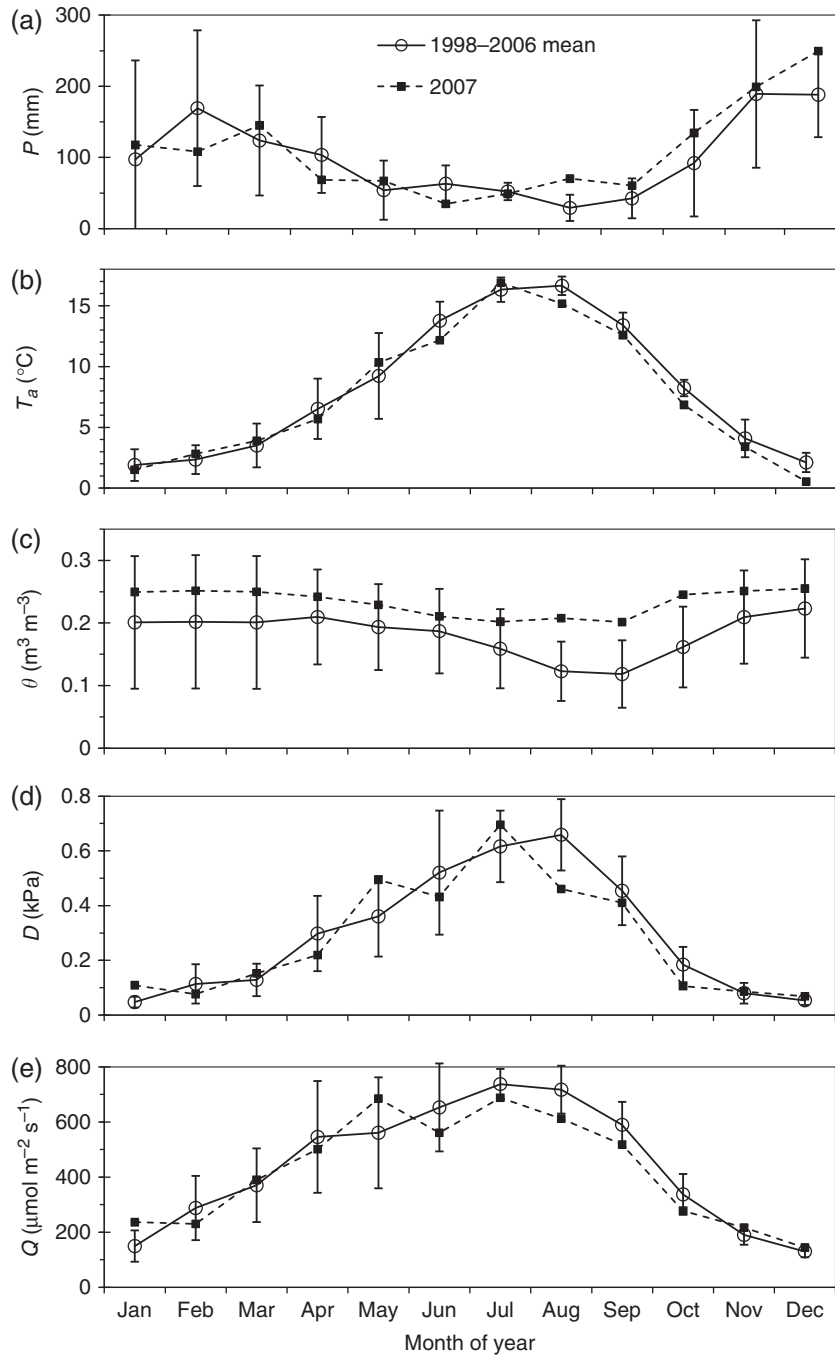 (a)
300
200
100
0
P (mm)
1998–2006 mean
2007
(b)
15
10
5
0
Ta (°C)
(c)
0.3
0.2
0.1
0
θ (m³ m−³)
(d)
0.8
0.6
0.4
0.2
0
D (kPa)
(e)
800
600
400
200
0
Q (μmol m−² s−¹)
Jan Feb Mar Apr May Jun Jul Aug Sep Oct Nov Dec
Month of year